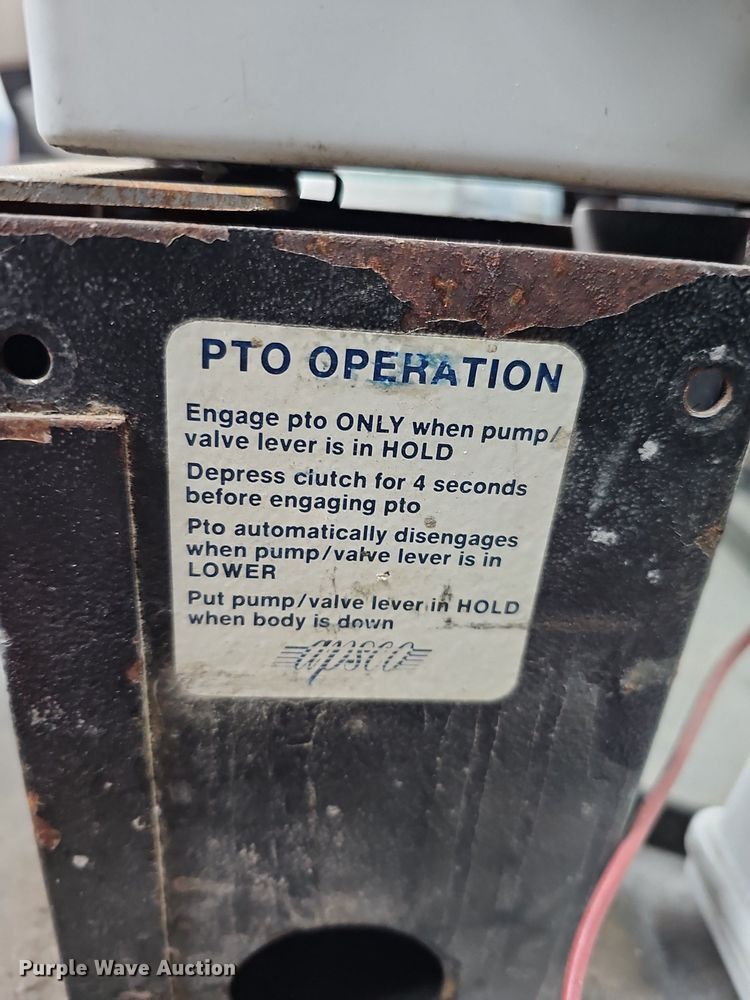 PTO OPERATION
Engage pto ONLY when pump/
valve lever is in HOLD
Depress clutch for 4 seconds
before engaging pto
Pto automatically disengages
when pump/valve lever is in
LOWER
Put pump/valve lever in HOLD
when body is down
apsco
Purple Wave Auction